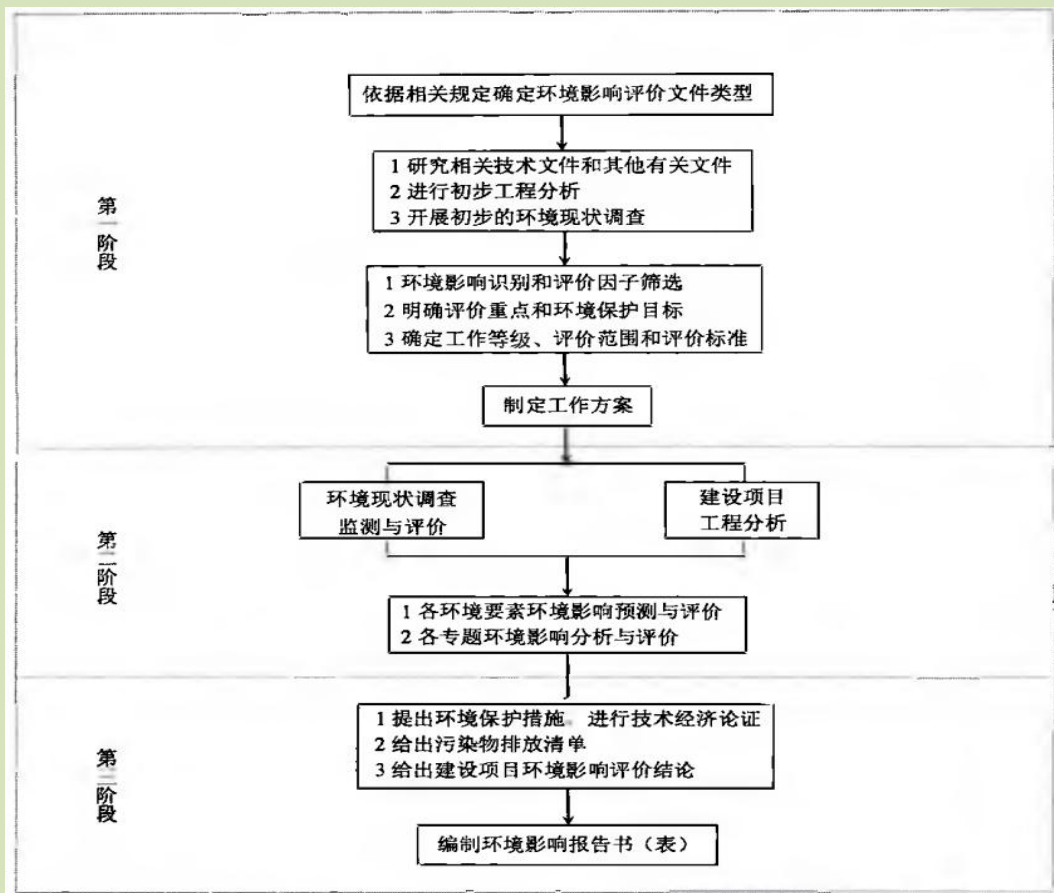 依据相关规定确定环境影响评价文件类型
1 研究相关技术文件和其他有关文件
2 进行初步工程分析
3 开展初步的环境现状调查
第一阶段
1 环境影响识别和评价因子筛选
2 明确评价重点和环境保护目标
3 确定工作等级、评价范围和评价标准
制定工作方案
环境现状调查
监测与评价
建设项目
工程分析
第二阶段
1 各环境要素环境影响预测与评价
2 各专题环境影响分析与评价
1 提出环境保护措施,进行技术经济论证
2 给出污染物排放清单
3 给出建设项目环境影响评价结论
第三阶段
编制环境影响报告书（表）